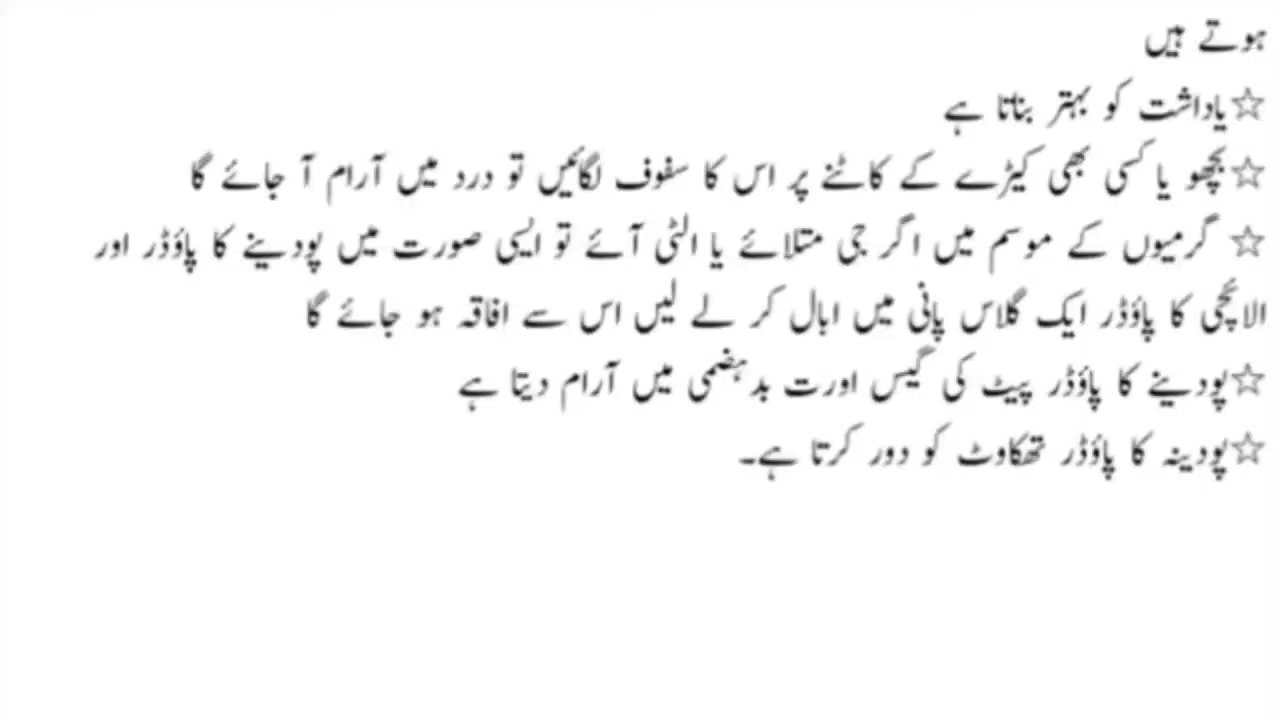 ہوتے ہیں
☆یاداشت کو بہتر بناتا ہے
☆بچھو یا کسی بھی کیڑے کے کاٹنے پر اس کا سفوف لگائیں تو درد میں آرام آ جائے گا
☆ گرمیوں کے موسم میں اگر جی متلائے یا الٹی آئے تو ایسی صورت میں پودینے کا پاؤڈر اور
الائچی کا پاؤڈر ایک گلاس پانی میں ابال کر لے لیں اس سے افاقہ ہو جائے گا
☆پودینے کا پاؤڈر پیٹ کی گیس اورت بدہضمی میں آرام دیتا ہے
☆پودینہ کا پاؤڈر تھکاوٹ کو دور کرتا ہے۔